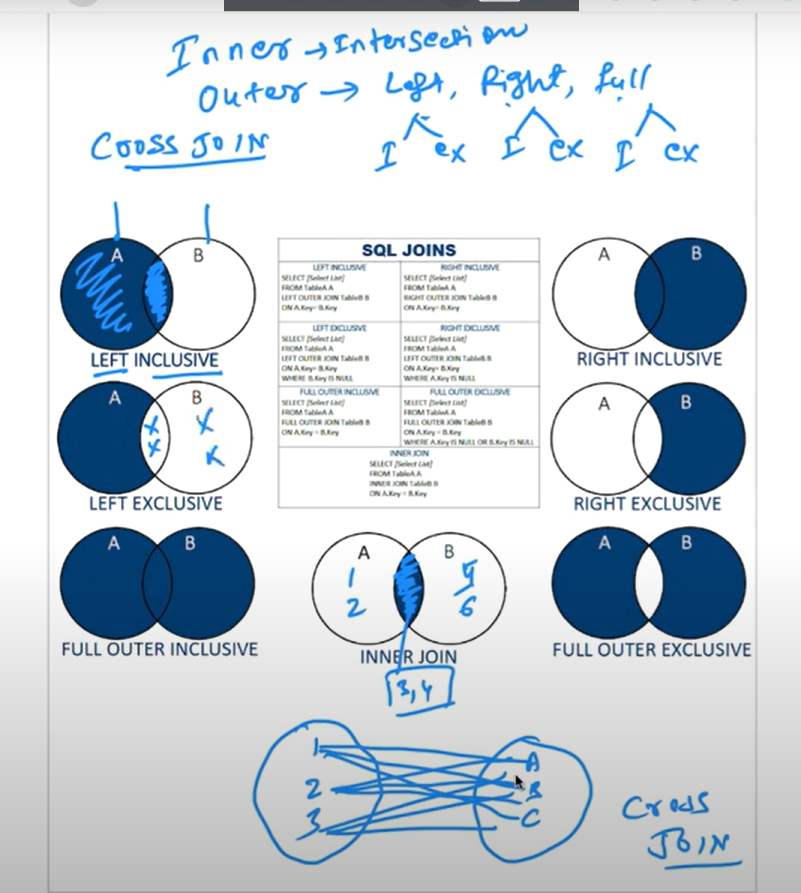 Inner → Intersection
Outer → Left, Right, full
I ex I ex I ex
COOSS JOIN
A B
LEFT INCLUSIVE
A B
X X
X K
LEFT EXCLUSIVE
A B
FULL OUTER INCLUSIVE
SQL JOINS
LEFT INCLUSIVE
SELECT [Select List]
FROM TableA A
LEFT OUTER JOIN TableB B
ON A.Key= B.Key
RIGHT INCLUSIVE
SELECT [Select List]
FROM TableA A
RIGHT OUTER JOIN TableB B
ON A.Key= B.Key
LEFT EXCLUSIVE
SELECT [Select List]
FROM TableA A
LEFT OUTER JOIN TableB B
ON A.Key= B.Key
WHERE B.Key IS NULL
RIGHT EXCLUSIVE
SELECT [Select List]
FROM TableA A
LEFT OUTER JOIN TableB B
ON A.Key= B.Key
WHERE A.Key IS NULL
FULL OUTER INCLUSIVE
SELECT [Select List]
FROM TableA A
FULL OUTER JOIN TableB B
ON A.Key = B.Key
FULL OUTER EXCLUSIVE
SELECT [Select List]
FROM TableA A
FULL OUTER JOIN TableB B
ON A.Key = B.Key
WHERE A.Key IS NULL OR B.Key IS NULL
INNER JOIN
SELECT [Select List]
FROM TableA A
INNER JOIN TableB B
ON A.Key = B.Key
A B
RIGHT INCLUSIVE
A B
RIGHT EXCLUSIVE
A B
FULL OUTER EXCLUSIVE
A B
1
2 6
INNER JOIN
3,4
1 A
2 B
3 C
Cross
JOIN